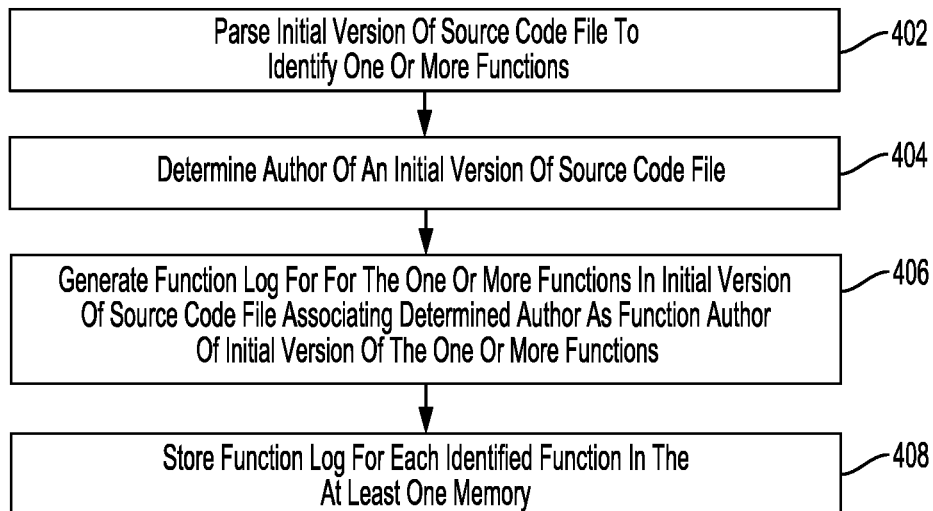 Parse Initial Version Of Source Code File To
Identify One Or More Functions
402
Determine Author Of An Initial Version Of Source Code File
404
Generate Function Log For For The One Or More Functions In Initial Version
Of Source Code File Associating Determined Author As Function Author
Of Initial Version Of The One Or More Functions
406
Store Function Log For Each Identified Function In The
At Least One Memory
408